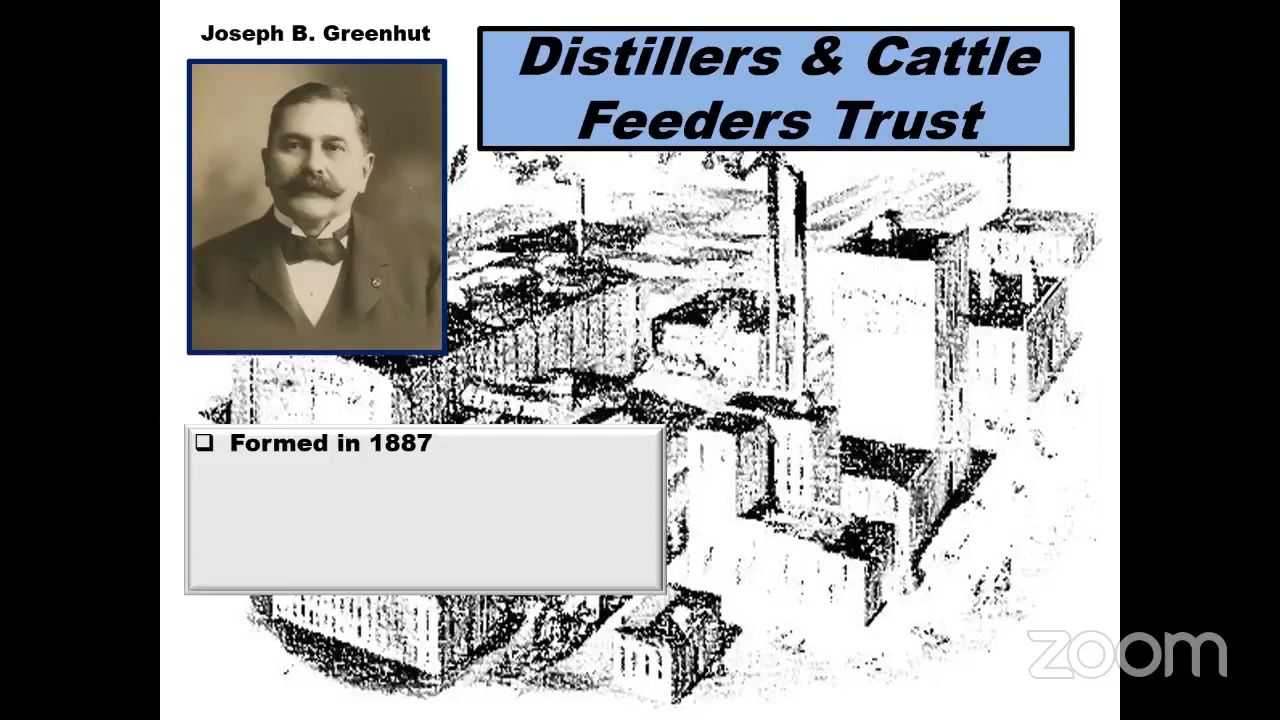 Joseph B. Greenhut
Distillers & Cattle
Feeders Trust
❑ Formed in 1887
zoom